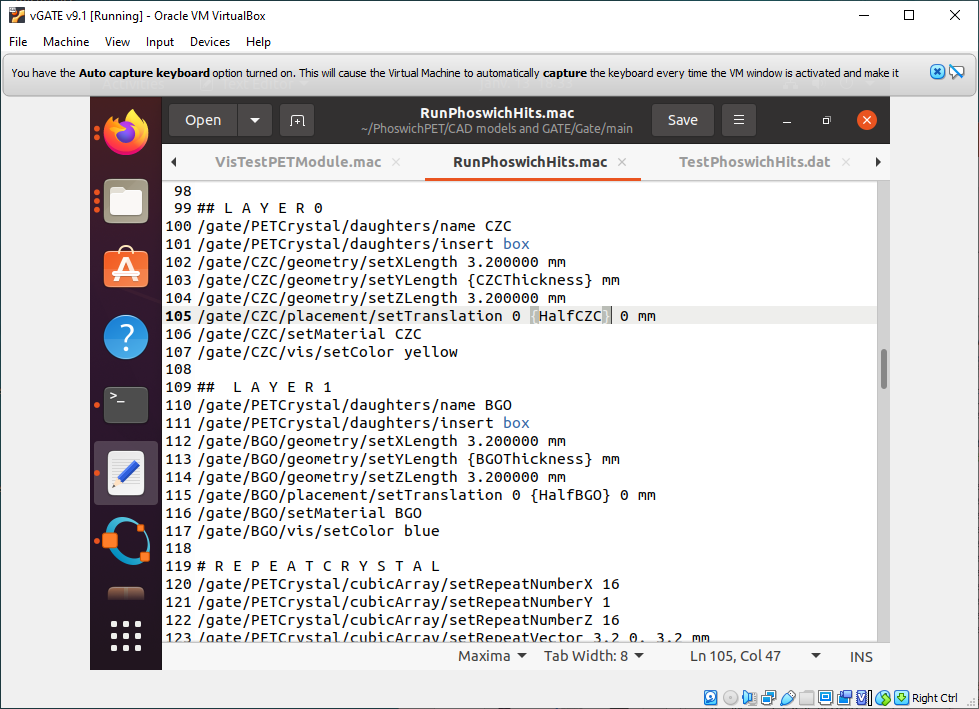 vGATE v9.1 [Running] - Oracle VM VirtualBox
File Machine View Input Devices Help
You have the Auto capture keyboard option turned on. This will cause the Virtual Machine to automatically capture the keyboard every time the VM window is activated and make it
Open RunPhoswichHits.mac Save
~/PhoswichPET/CAD models and GATE/Gate/main
VisTestPETModule.mac RunPhoswichHits.mac TestPhoswichHits.dat
98
99 ## L A Y E R 0
100 /gate/PETCrystal/daughters/name CZC
101 /gate/PETCrystal/daughters/insert box
102 /gate/CZC/geometry/setXLength 3.200000 mm
103 /gate/CZC/geometry/setYLength {CZCThickness} mm
104 /gate/CZC/geometry/setZLength 3.200000 mm
105 /gate/CZC/placement/setTranslation 0 {HalfCZC} 0 mm
106 /gate/CZC/setMaterial CZC
107 /gate/CZC/vis/setColor yellow
108
109 ##  L A Y E R 1
110 /gate/PETCrystal/daughters/name BGO
111 /gate/PETCrystal/daughters/insert box
112 /gate/BGO/geometry/setXLength 3.200000 mm
113 /gate/BGO/geometry/setYLength {BGOThickness} mm
114 /gate/BGO/geometry/setZLength 3.200000 mm
115 /gate/BGO/placement/setTranslation 0 {HalfBGO} 0 mm
116 /gate/BGO/setMaterial BGO
117 /gate/BGO/vis/setColor blue
118
119 # R E P E A T C R Y S T A L
120 /gate/PETCrystal/cubicArray/setRepeatNumberX 16
121 /gate/PETCrystal/cubicArray/setRepeatNumberY 1
122 /gate/PETCrystal/cubicArray/setRepeatNumberZ 16
123 /gate/PETCrystal/cubicArray/setRepeatVector 3.2 0. 3.2 mm
Maxima Tab Width: 8 Ln 105, Col 47 INS
Right Ctrl